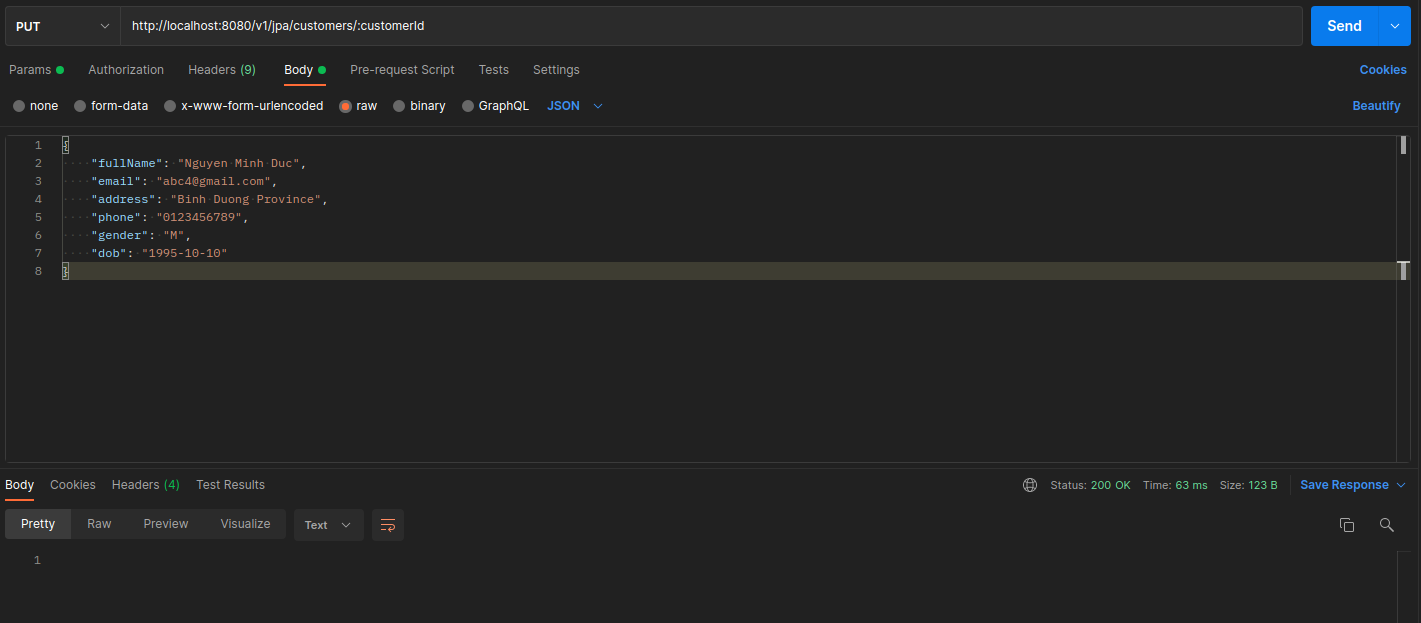 PUT http://localhost:8080/v1/jpa/customers/:customerId Send
Params Authorization Headers (9) Body Pre-request Script Tests Settings Cookies
none form-data x-www-form-urlencoded raw binary GraphQL JSON Beautify
1 {
2 "fullName": "Nguyen Minh Duc",
3 "email": "abc4@gmail.com",
4 "address": "Binh Duong Province",
5 "phone": "0123456789",
6 "gender": "M",
7 "dob": "1995-10-10"
8 }
Body Cookies Headers (4) Test Results Status: 200 OK Time: 63 ms Size: 123 B Save Response
Pretty Raw Preview Visualize Text
1